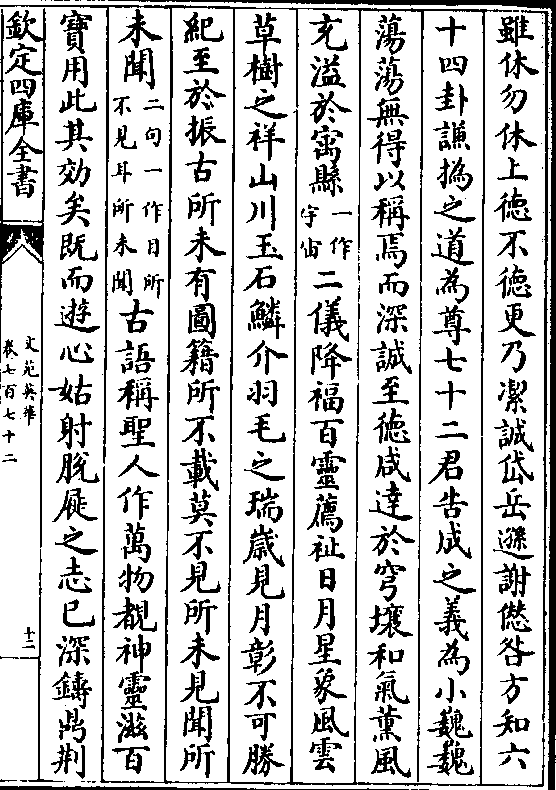 雖休勿休上徳不徳更乃潔誠岱岳遜謝愆咎方知六
十四卦謙撝之道為尊七十二君告成之義為小巍巍
蕩蕩無得以稱焉而深誠至徳咸達於穹壤和氣薰風
充溢於寓縣一作宇宙二儀降福百靈薦祉日月星象風雲
草樹之祥山川玉石鱗介羽毛之瑞嵗見月彰不可勝
紀至於振古所未有圖籍所不載莫不見所未見聞所
未聞二句一作目所不見耳所未聞古語稱聖人作萬物覩神靈滋百
寶用此其効矣既而遊心姑射脫屣之志已深鑄鼎荆
欽定四庫全書
文苑英華
卷七百七十二
十二